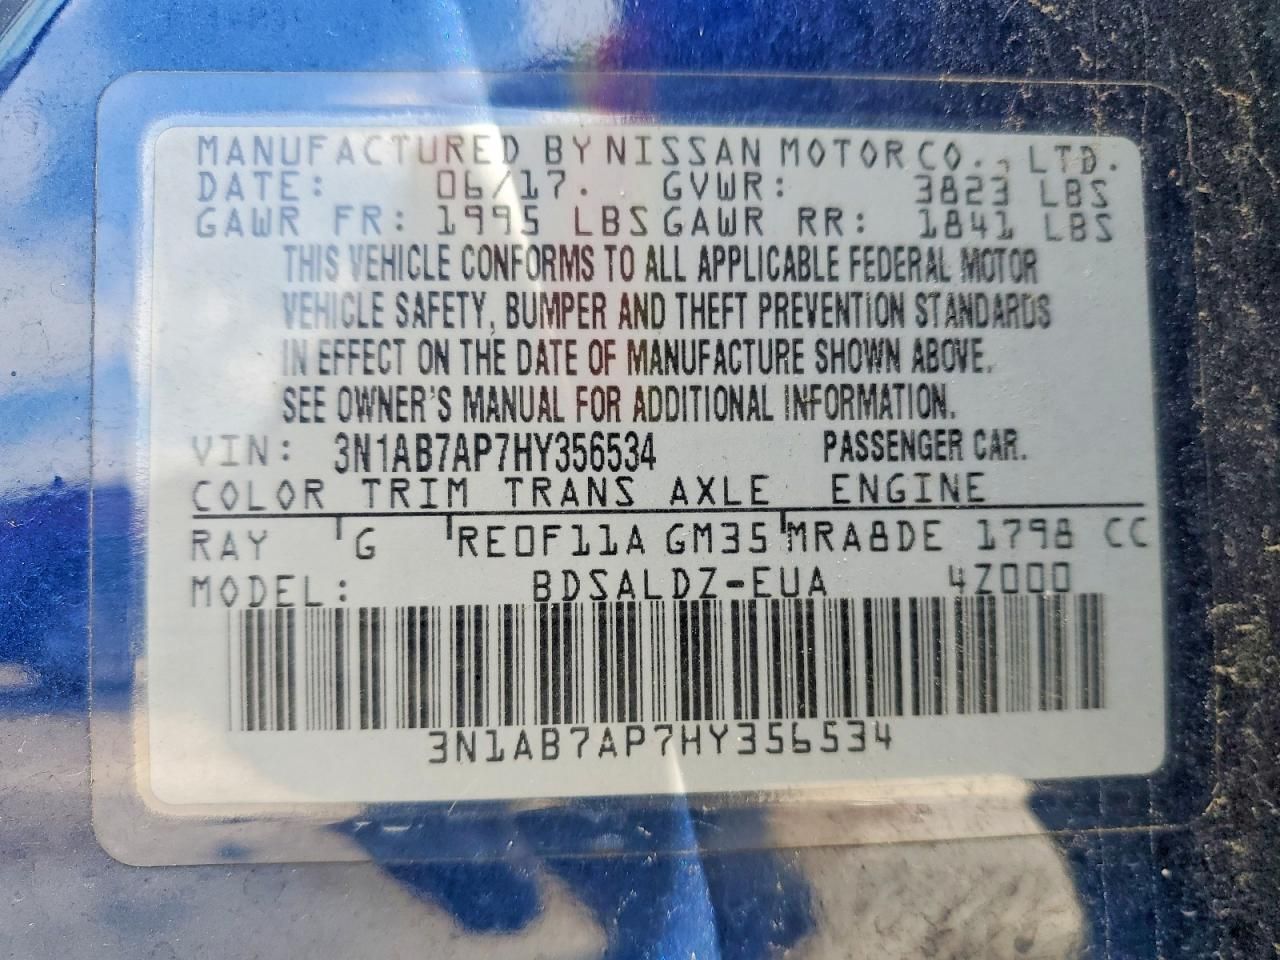 MANUFACTURED BY NISSAN MOTOR CO., LTD.
DATE: 06/17. GVWR: 3823 LBS
GAWR FR: 1995 LBS GAWR RR: 1841 LBS
THIS VEHICLE CONFORMS TO ALL APPLICABLE FEDERAL MOTOR
VEHICLE SAFETY, BUMPER AND THEFT PREVENTION STANDARDS
IN EFFECT ON THE DATE OF MANUFACTURE SHOWN ABOVE.
SEE OWNER'S MANUAL FOR ADDITIONAL INFORMATION.
VIN: 3N1AB7AP7HY356534 PASSENGER CAR.
COLOR TRIM TRANS AXLE ENGINE
RAY G RE0F11A GM35 MRA8DE 1798 CC
MODEL: BDSALDZ-EUA 4Z000
3N1AB7AP7HY356534